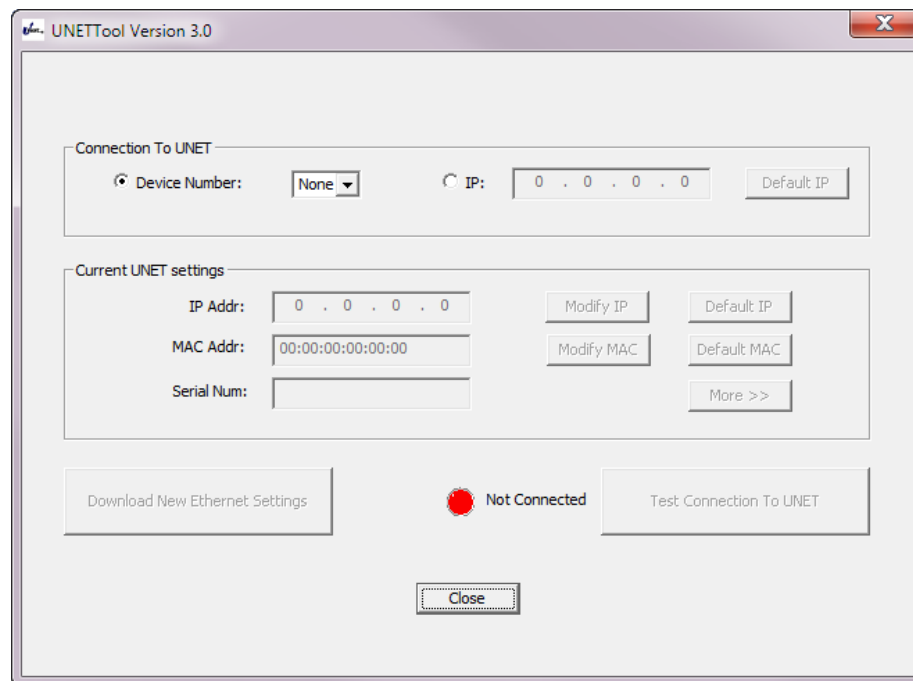 UNETTool Version 3.0
Connection To UNET
Device Number: None IP: 0 . 0 . 0 . 0 Default IP
Current UNET settings
IP Addr: 0 . 0 . 0 . 0 Modify IP Default IP
MAC Addr: 00:00:00:00:00:00 Modify MAC Default MAC
Serial Num: More >>
Download New Ethernet Settings Not Connected Test Connection To UNET
Close